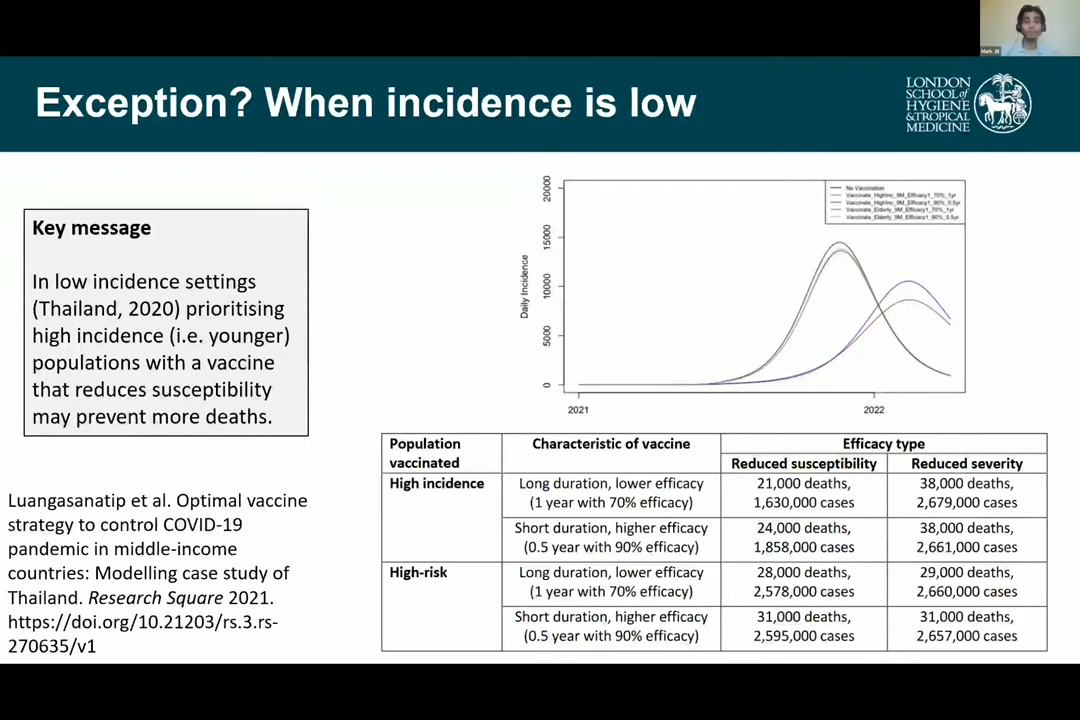 Mark Jit
Exception? When incidence is low
LONDON
SCHOOL of
HYGIENE
&TROPICAL
MEDICINE
Key message
In low incidence settings
(Thailand, 2020) prioritising
high incidence (i.e. younger)
populations with a vaccine
that reduces susceptibility
may prevent more deaths.
Luangasanatip et al. Optimal vaccine
strategy to control COVID-19
pandemic in middle-income
countries: Modelling case study of
Thailand. Research Square 2021.
https://doi.org/10.21203/rs.3.rs-
270635/v1
Daily Incidence
20000
15000
10000
5000
0
2021
2022
No Vaccination
Vaccinate_HighInc_9M_Efficacy1_70%_1yr
Vaccinate_HighInc_9M_Efficacy1_90%_0.5yr
Vaccinate_Elderly_9M_Efficacy1_70%_1yr
Vaccinate_Elderly_9M_Efficacy1_90%_0.5yr
Population vaccinated Characteristic of vaccine Efficacy type
Reduced susceptibility Reduced severity
High incidence Long duration, lower efficacy 21,000 deaths, 38,000 deaths,
(1 year with 70% efficacy) 1,630,000 cases 2,679,000 cases
Short duration, higher efficacy 24,000 deaths, 38,000 deaths,
(0.5 year with 90% efficacy) 1,858,000 cases 2,661,000 cases
High-risk Long duration, lower efficacy 28,000 deaths, 29,000 deaths,
(1 year with 70% efficacy) 2,578,000 cases 2,660,000 cases
Short duration, higher efficacy 31,000 deaths, 31,000 deaths,
(0.5 year with 90% efficacy) 2,595,000 cases 2,657,000 cases